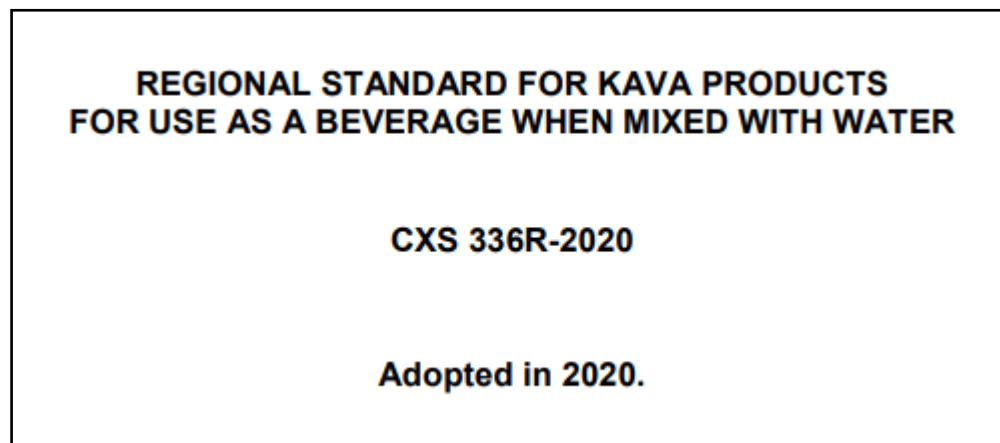 REGIONAL STANDARD FOR KAVA PRODUCTS
FOR USE AS A BEVERAGE WHEN MIXED WITH WATER
CXS 336R-2020
Adopted in 2020.